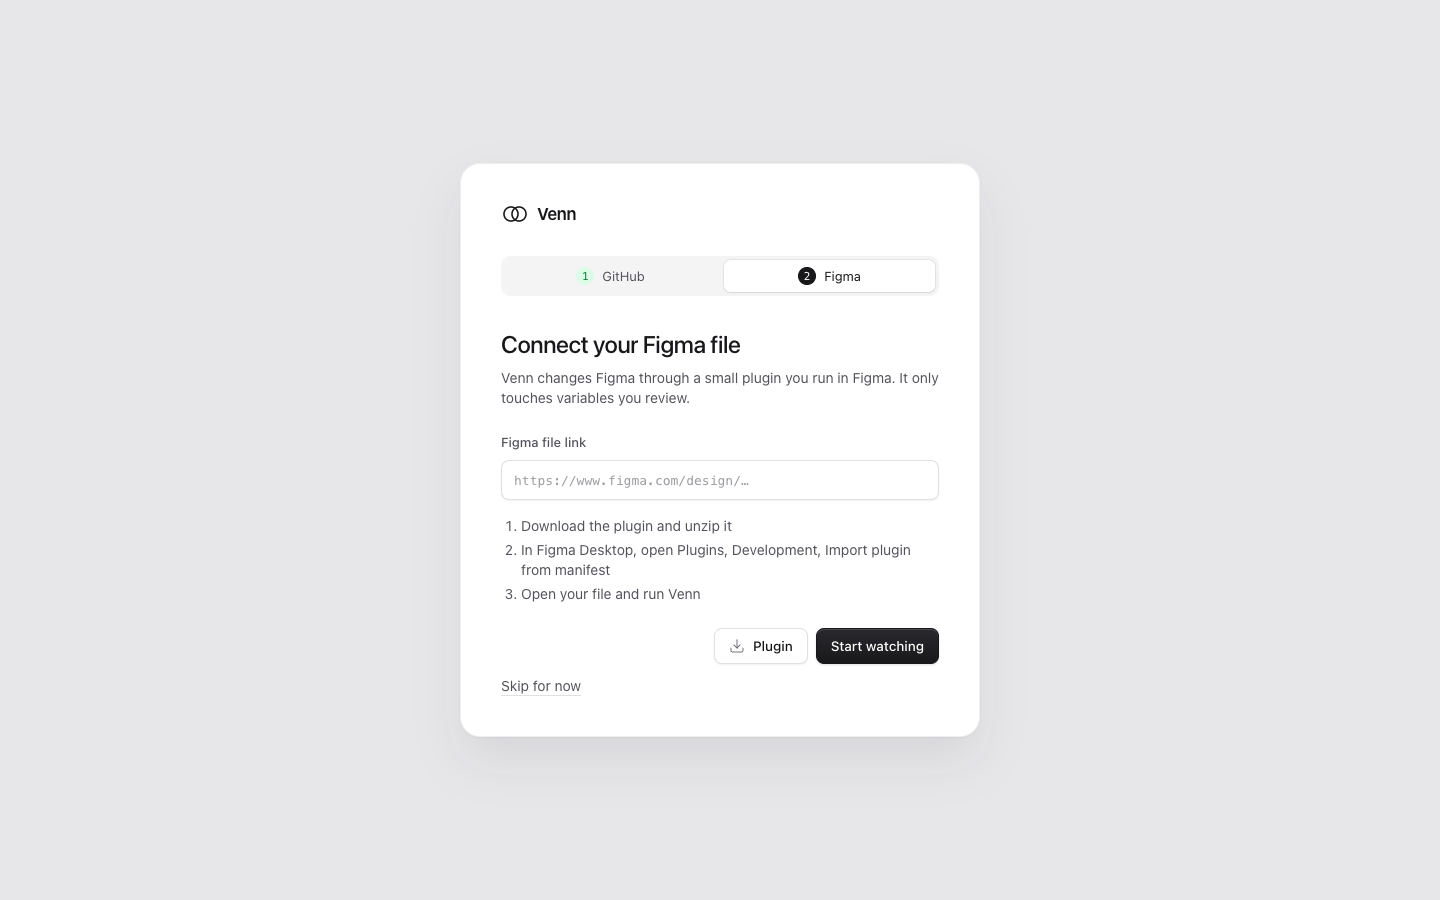 Venn
1 GitHub
2 Figma
Connect your Figma file
Venn changes Figma through a small plugin you run in Figma. It only
touches variables you review.
Figma file link
https://www.figma.com/design/…
1. Download the plugin and unzip it
2. In Figma Desktop, open Plugins, Development, Import plugin
from manifest
3. Open your file and run Venn
Plugin
Start watching
Skip for now